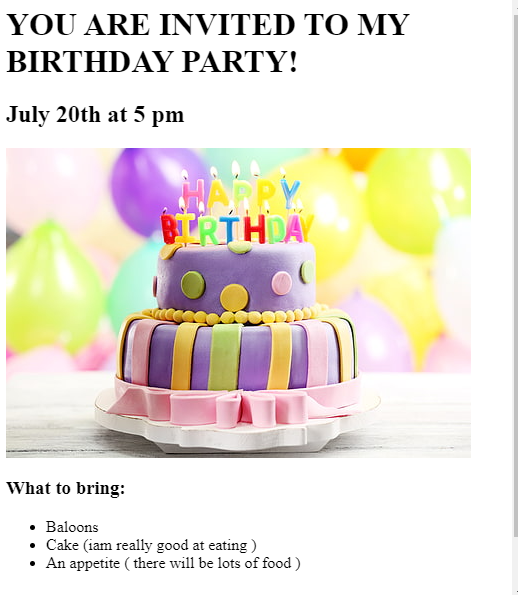 YOU ARE INVITED TO MY
BIRTHDAY PARTY!
July 20th at 5 pm
HAPPY
BIRTHDAY
What to bring:
Baloons
Cake (iam really good at eating )
An appetite ( there will be lots of food )